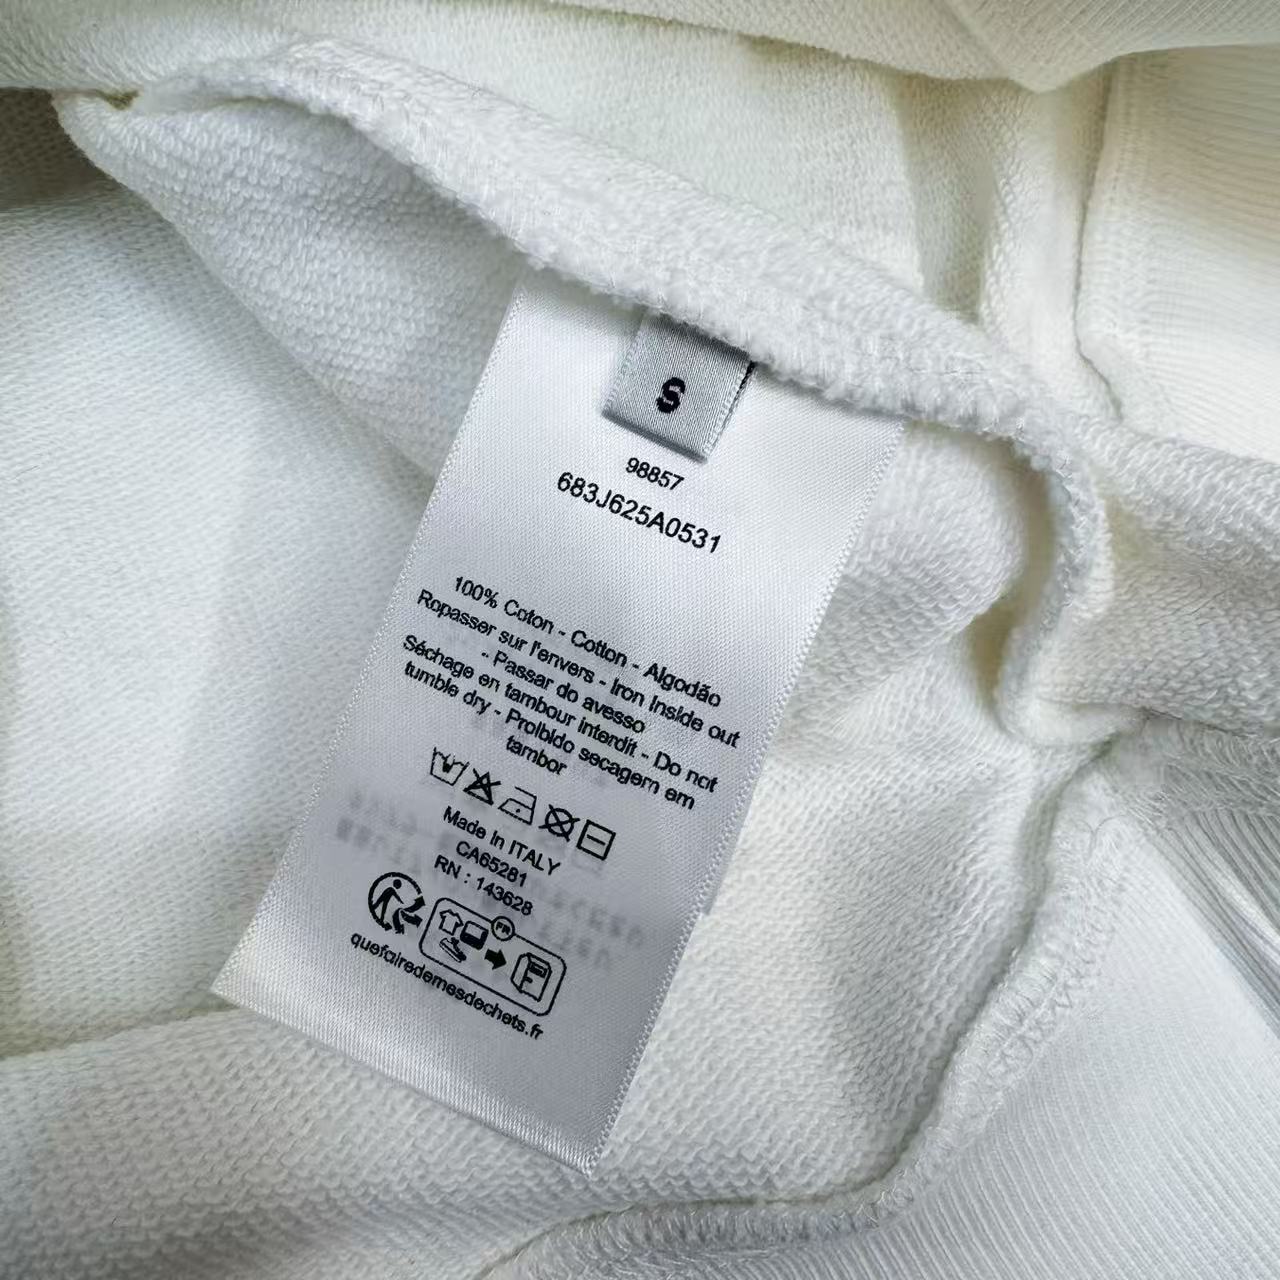 S
98857
683J625A0531
100% Coton - Cotton - Algodão
Ropasser sur l'envers - Iron Inside out
- Passar do avesso
Séchage en tambour interdit - Do not
tumble dry - Proibido secagem em
tambor
Made In ITALY
CA65281
RN : 143628
FR
quefairedemesdechets.fr